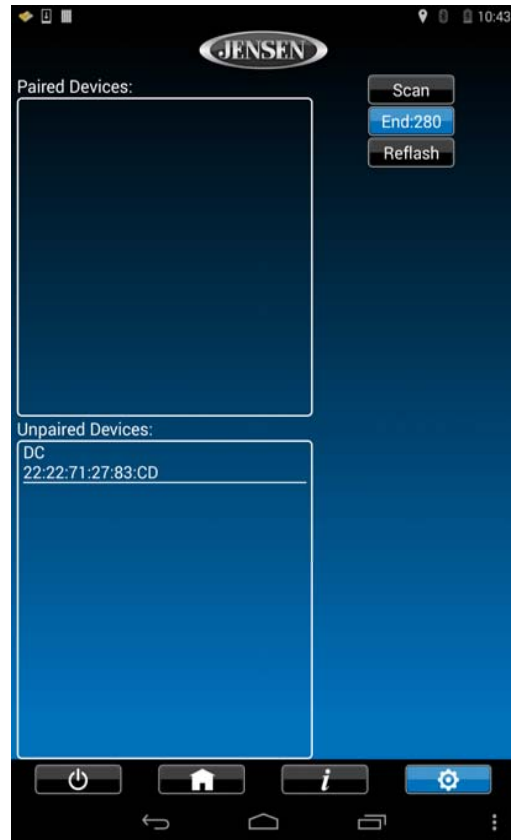 10:43
JENSEN
Paired Devices:
Scan
End:280
Reflash
Unpaired Devices:
DC
22:22:71:27:83:CD
i